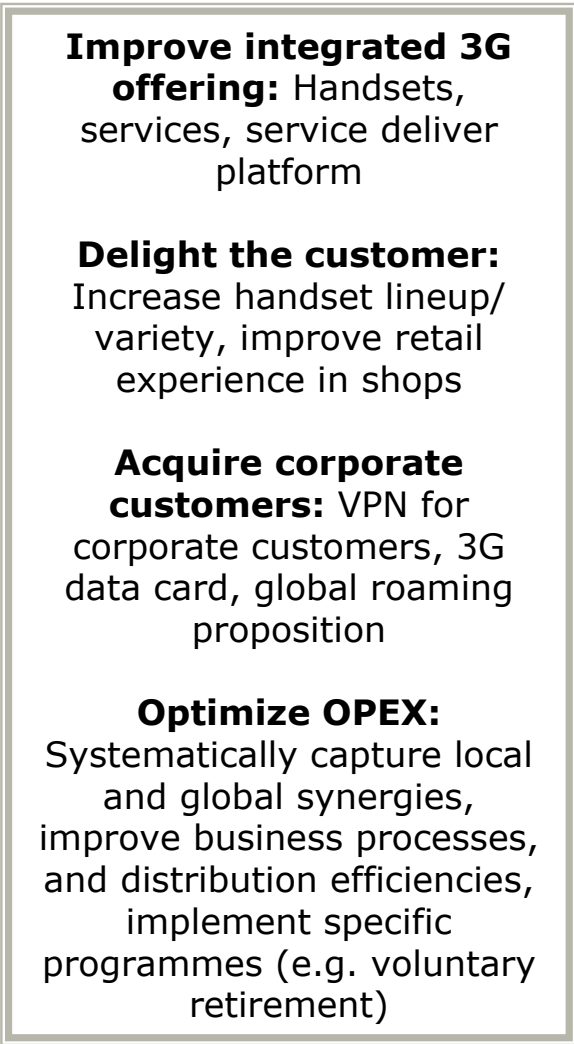 Improve integrated 3G
offering: Handsets,
services, service deliver
platform
Delight the customer:
Increase handset lineup/
variety, improve retail
experience in shops
Acquire corporate
customers: VPN for
corporate customers, 3G
data card, global roaming
proposition
Optimize OPEX:
Systematically capture local
and global synergies,
improve business processes,
and distribution efficiencies,
implement specific
programmes (e.g. voluntary
retirement)